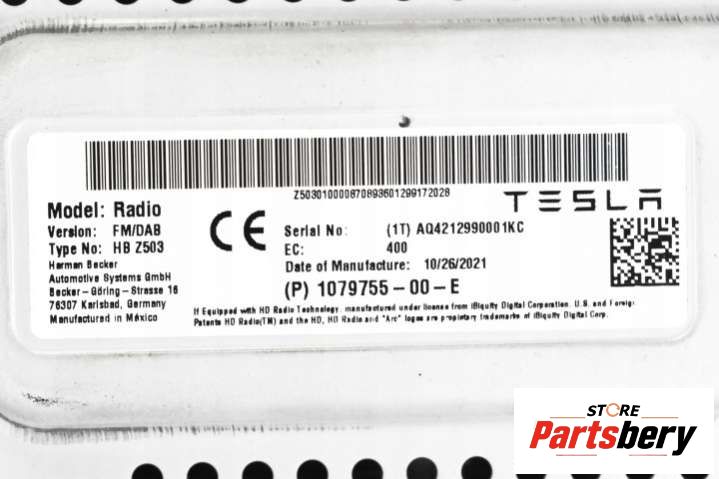 Z50301000087089360129917​2028
TESLA
Model: Radio
Version: FM/DAB
Type No: HB Z503
Harman Becker
Automotive Systems GmbH
Becker-Göring-Strasse 16
76307 Karlsbad, Germany
Manufactured in México
CE
Serial No: (1T) AQ4212990001KC
EC: 400
Date of Manufacture: 10/26/2021
(P) 1079755-00-E
If Equipped with HD Radio Technology, manufactured under license from iBiquity Digital Corporation. U.S. and Foreign
Patents HD Radio(TM) and the HD, HD Radio and "Arc" logos are proprietary trademarks of iBiquity Digital Corp.
STORE
Partsbery